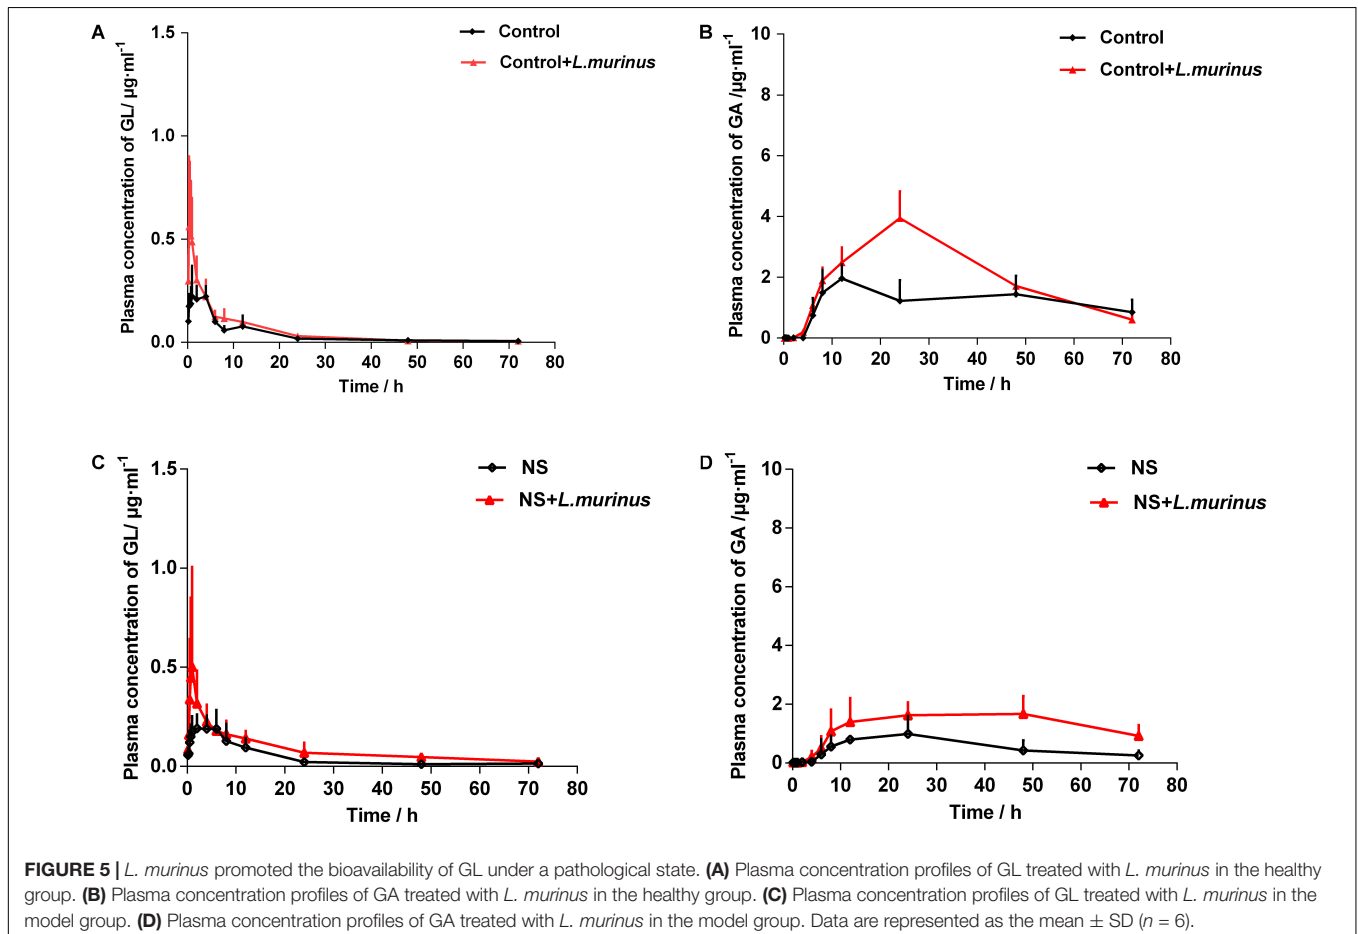 A
Control
Control+L.murinus
Plasma concentration of GL/ µg·ml-1
1.5
1.0
0.5
0.0
0 10 20 30 40 50 60 70 80
Time / h
B
Control
Control+L.murinus
Plasma concentration of GA /µg·ml-1
10
8
6
4
2
0
0 10 20 30 40 50 60 70 80
Time / h
C
NS
NS+L.murinus
Plasma concentration of GL/ µg·ml-1
1.5
1.0
0.5
0.0
0 10 20 30 40 50 60 70 80
Time / h
D
NS
NS+L.murinus
Plasma concentration of GA /µg·ml-1
10
8
6
4
2
0
0 10 20 30 40 50 60 70 80
Time / h
FIGURE 5 | L. murinus promoted the bioavailability of GL under a pathological state. (A) Plasma concentration profiles of GL treated with L. murinus in the healthy
group. (B) Plasma concentration profiles of GA treated with L. murinus in the healthy group. (C) Plasma concentration profiles of GL treated with L. murinus in the
model group. (D) Plasma concentration profiles of GA treated with L. murinus in the model group. Data are represented as the mean ± SD (n = 6).